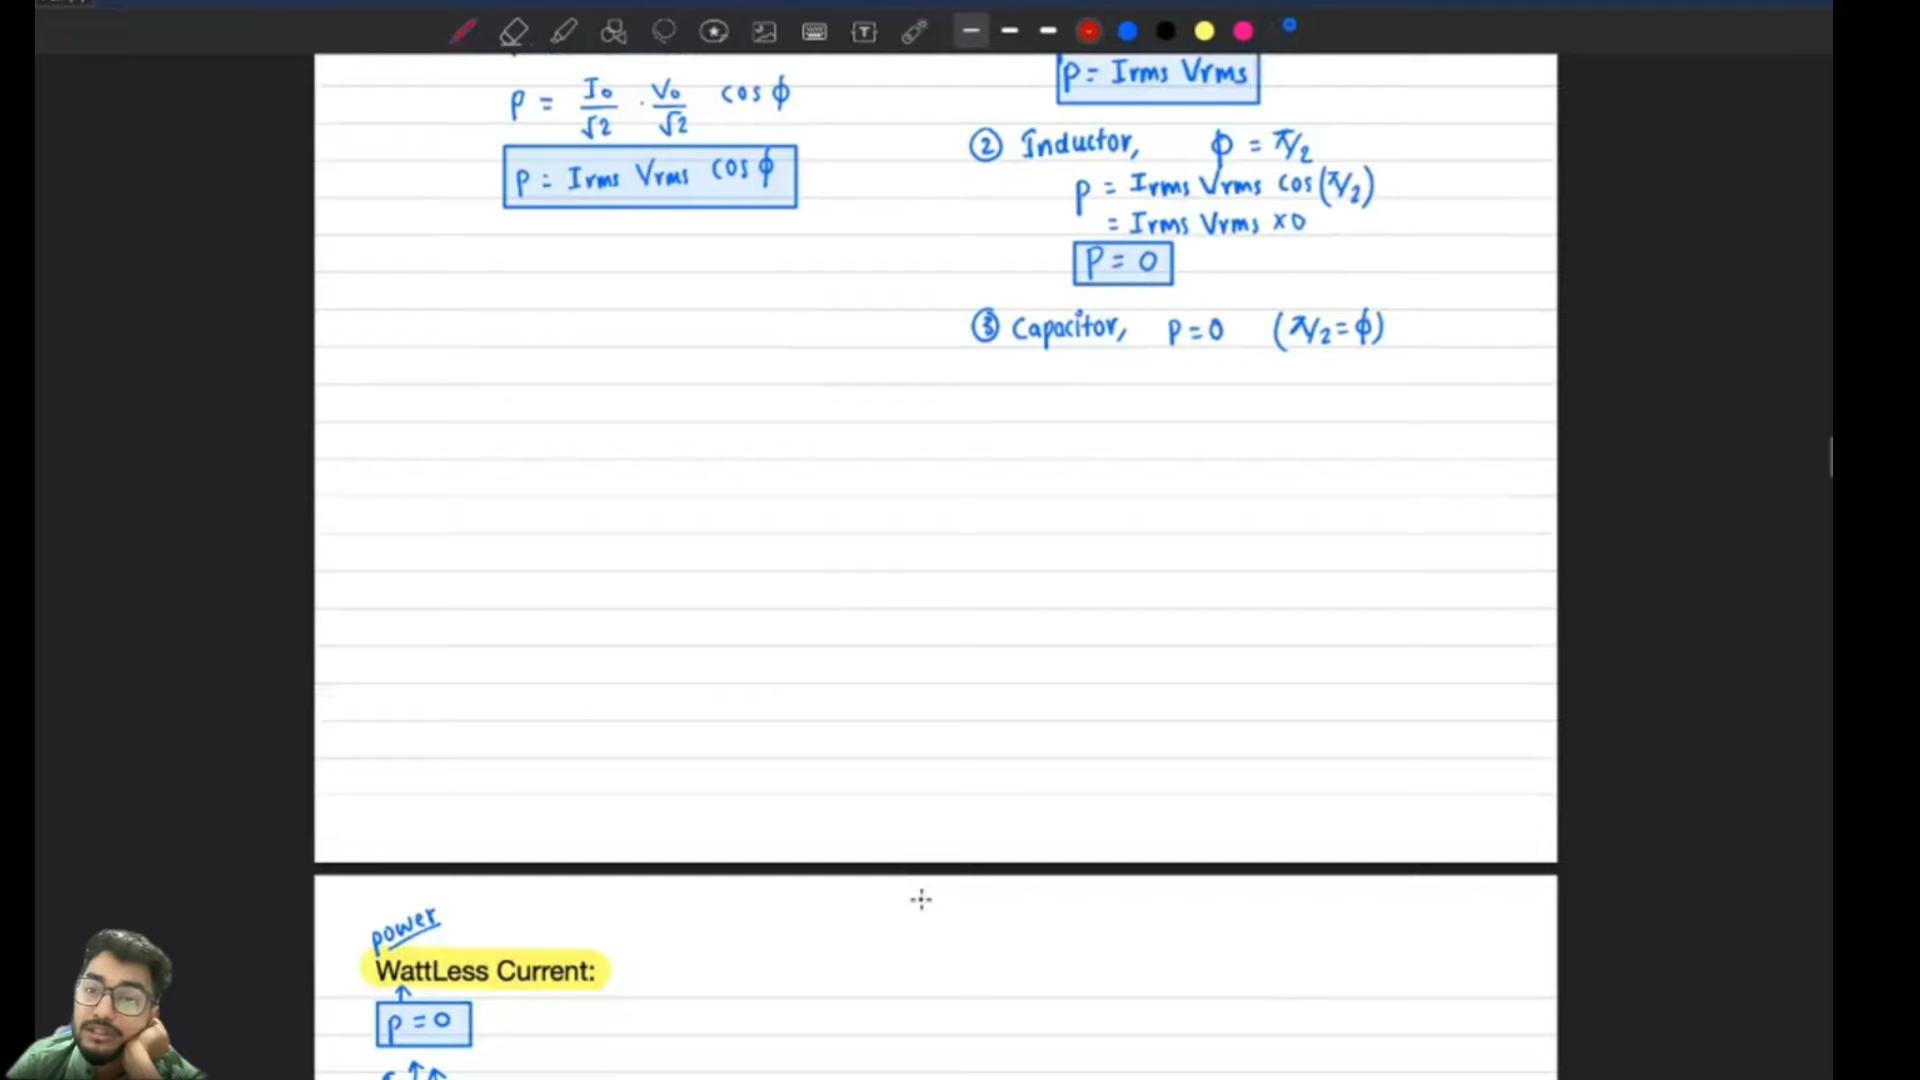 P = I₀/√2 · V₀/√2 cos ϕ
P = Irms Vrms cos ϕ
P = Irms Vrms
② Inductor, ϕ = π/2
P = Irms Vrms cos(π/2)
= Irms Vrms ×0
P = 0
③ Capacitor, P = 0 (π/2 = ϕ)
power
WattLess Current:
P = 0